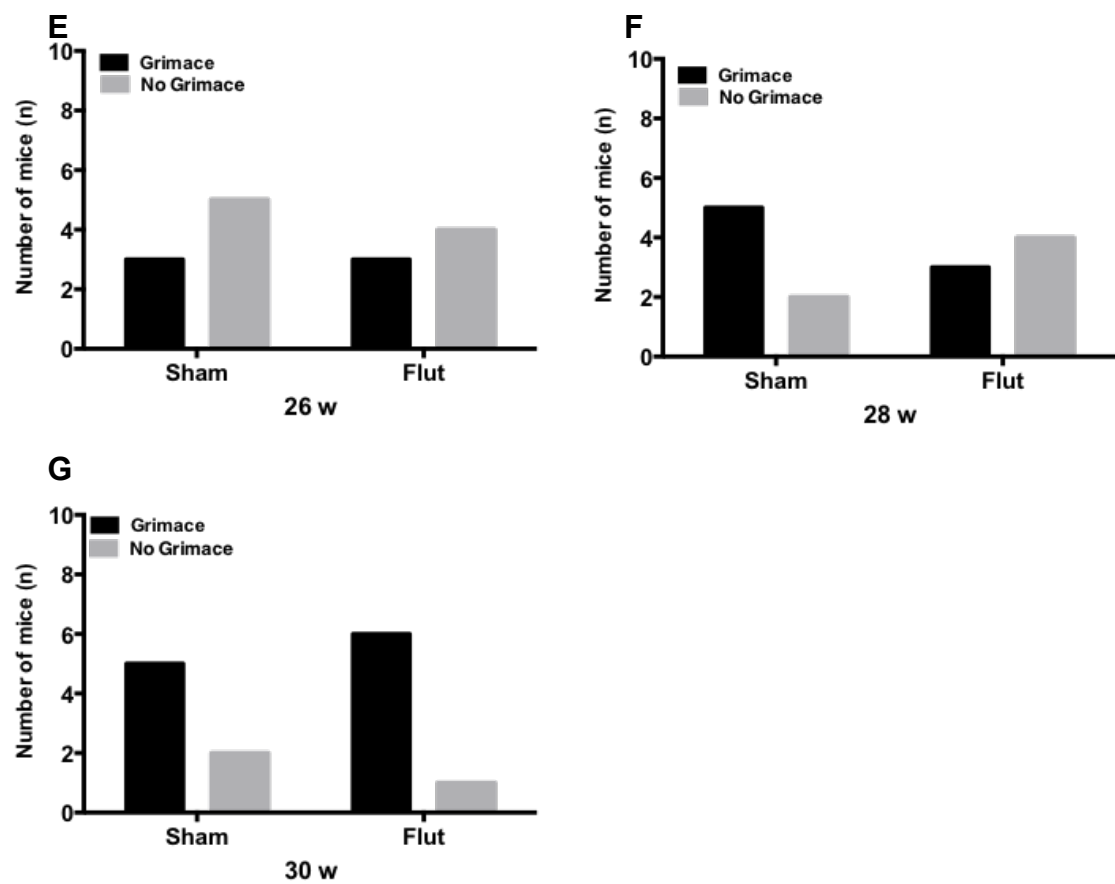 E
10
8
6
4
2
0
Number of mice (n)
Grimace
No Grimace
Sham Flut
26 w
F
10
8
6
4
2
0
Number of mice (n)
Grimace
No Grimace
Sham Flut
28 w
G
10
8
6
4
2
0
Number of mice (n)
Grimace
No Grimace
Sham Flut
30 w